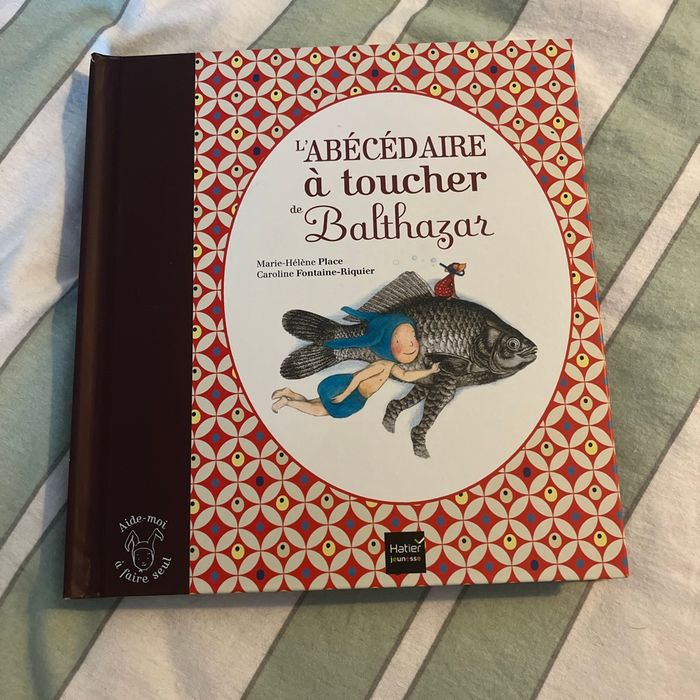 L'ABÉCÉDAIRE
à toucher
de Balthazar
Marie-Hélène Place
Caroline Fontaine-Riquier
Aide-moi
à faire seul
Hatier
jeunesse